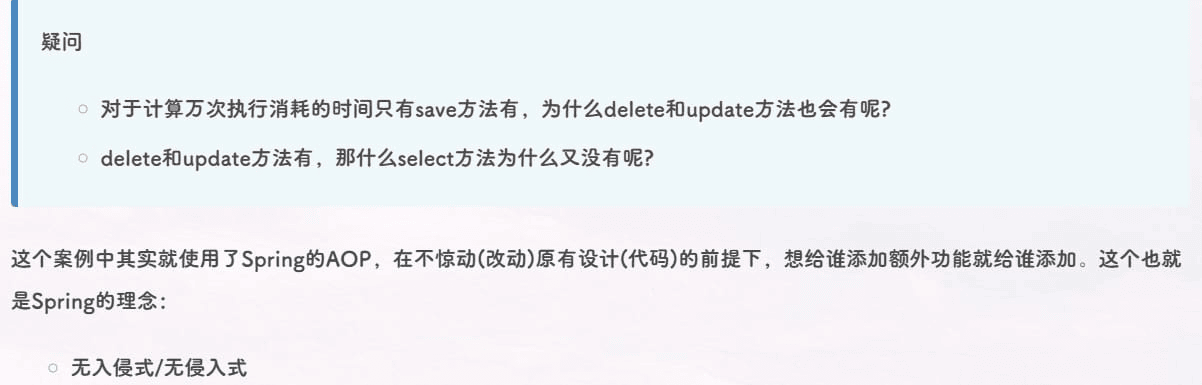 疑问
对于计算万次执行消耗的时间只有save方法有，为什么delete和update方法也会有呢?
delete和update方法有，那什么select方法为什么又没有呢?
这个案例中其实就使用了Spring的AOP，在不惊动(改动)原有设计(代码)的前提下，想给谁添加额外功能就给谁添加。这个也就
是Spring的理念：
无入侵式/无侵入式